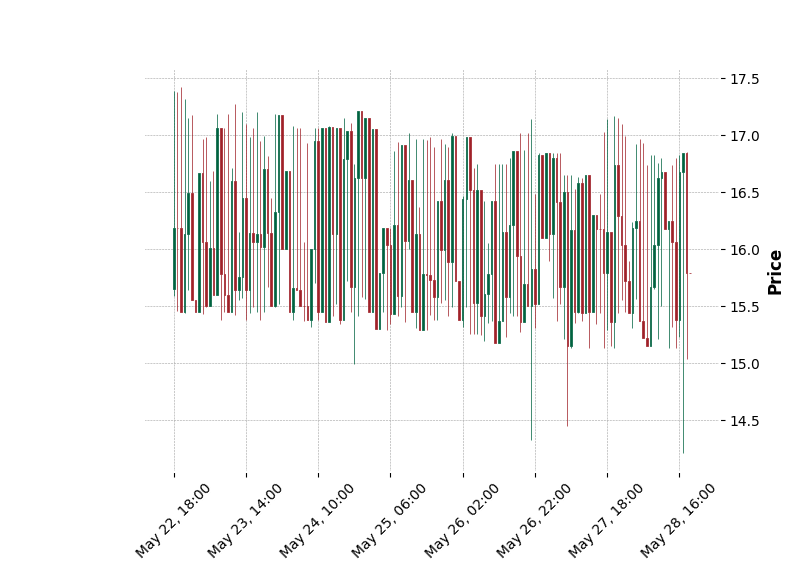 17.5
17.0
16.5
16.0
15.5
15.0
14.5
Price
May 22, 18:00
May 23, 14:00
May 24, 10:00
May 25, 06:00
May 26, 02:00
May 26, 22:00
May 27, 18:00
May 28, 16:00